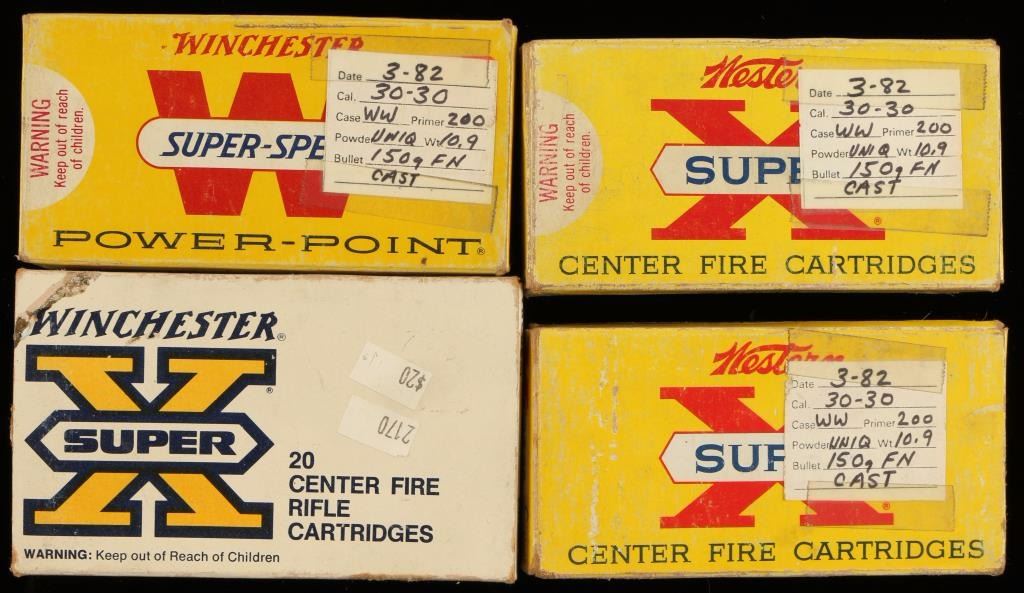 WINCHESTER
WARNING
Keep out of reach
of children.
SUPER-SPE
POWER-POINT®
Date 3-82
Cal. 30-30
Case WW Primer 200
Powder UNIQ Wt. 10.9
Bullet 150g FN
CAST
Western
WARNING
Keep out of reach
of children.
SUPE
X
®
CENTER FIRE CARTRIDGES
Date 3-82
Cal. 30-30
Case WW Primer 200
Powder UNIQ Wt. 10.9
Bullet 150g FN
CAST
WINCHESTER®
X®
SUPER
20
CENTER FIRE
RIFLE
CARTRIDGES
WARNING: Keep out of Reach of Children
$20
2170
Western
X
SUP
®
CENTER FIRE CARTRIDGES
Date 3-82
Cal. 30-30
Case WW Primer 200
Powder UNIQ Wt. 10.9
Bullet 150g FN
CAST